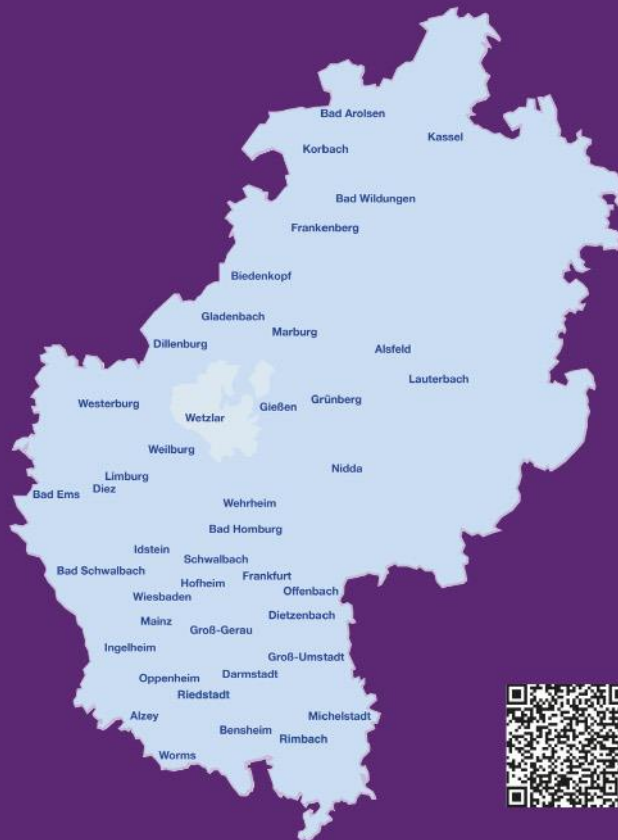 Bad Arolsen
Kassel
Korbach
Bad Wildungen
Frankenberg
Biedenkopf
Gladenbach
Marburg
Dillenburg
Alsfeld
Lauterbach
Westerburg
Grünberg
Gießen
Wetzlar
Weilburg
Nidda
Limburg
Diez
Bad Ems
Wehrheim
Bad Homburg
Idstein
Schwalbach
Bad Schwalbach
Frankfurt
Hofheim
Offenbach
Wiesbaden
Dietzenbach
Mainz
Groß-Gerau
Ingelheim
Groß-Umstadt
Darmstadt
Oppenheim
Riedstadt
Alzey
Michelstadt
Bensheim
Rimbach
Worms